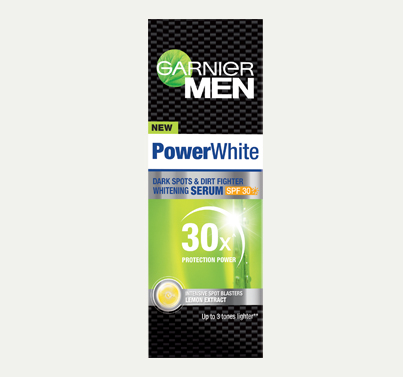 GARNIER
MEN
NEW
PowerWhite
DARK SPOTS & DIRT FIGHTER
WHITENING SERUM SPF 30
30x
PROTECTION POWER
SPOT BLASTERS
LEMON EXTRACT
Up to 3 tones lighter**